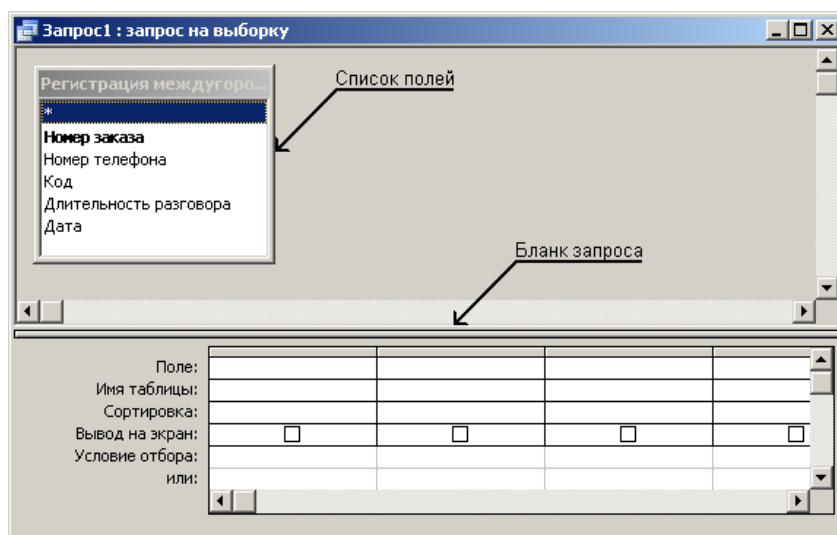 Запрос1 : запрос на выборку
Регистрация междугоро...
Список полей
*
Номер заказа
Номер телефона
Код
Длительность разговора
Дата
Бланк запроса
Поле:
Имя таблицы:
Сортировка:
Вывод на экран:
Условие отбора:
или: